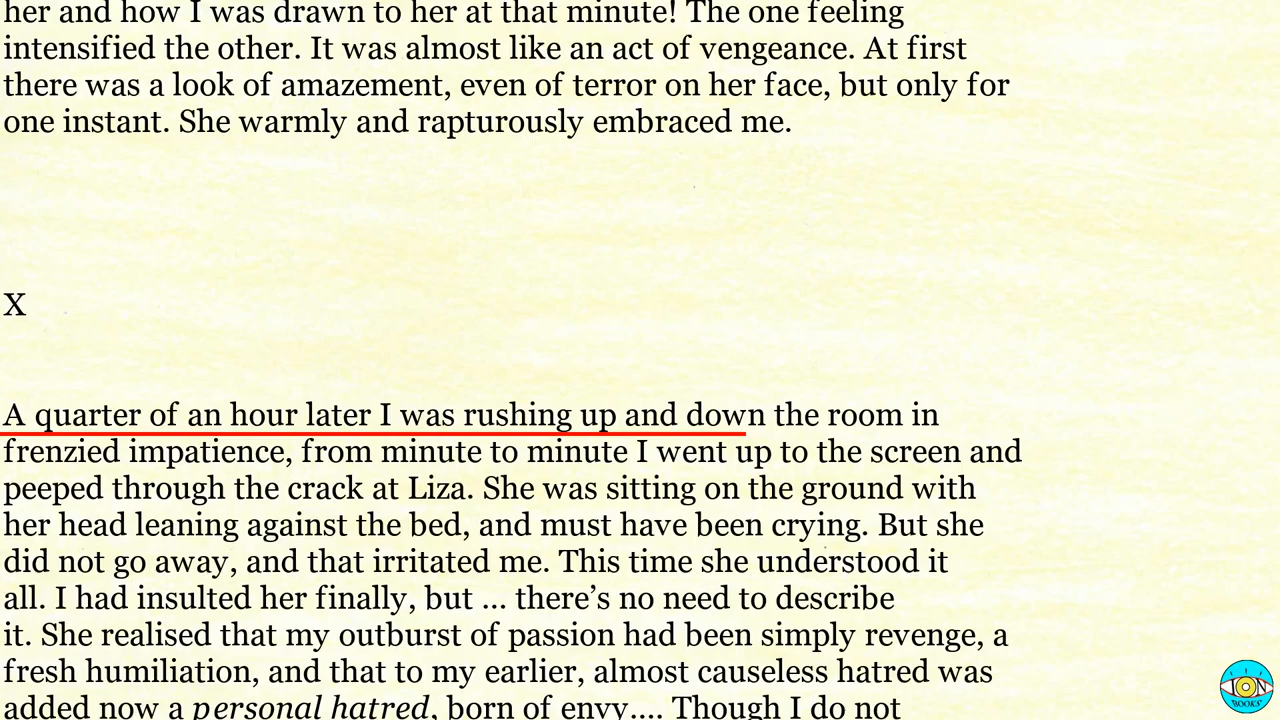 her and how I was drawn to her at that minute! The one feeling
intensified the other. It was almost like an act of vengeance. At first
there was a look of amazement, even of terror on her face, but only for
one instant. She warmly and rapturously embraced me.
X
A quarter of an hour later I was rushing up and down the room in
frenzied impatience, from minute to minute I went up to the screen and
peeped through the crack at Liza. She was sitting on the ground with
her head leaning against the bed, and must have been crying. But she
did not go away, and that irritated me. This time she understood it
all. I had insulted her finally, but ... there’s no need to describe
it. She realised that my outburst of passion had been simply revenge, a
fresh humiliation, and that to my earlier, almost causeless hatred was
added now a personal hatred, born of envy.... Though I do not
ION
BOOKS